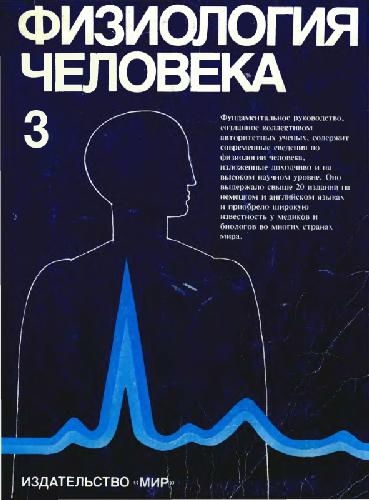 ФИЗИОЛОГИЯ
ЧЕЛОВЕКА
3
Фундаментальное руководство,
созданное коллективом
авторитетных ученых, содержит
современные сведения по
физиологии человека,
изложенные доходчиво и на
высоком научном уровне. Оно
выдержало свыше 20 изданий на
немецком и английском языках
и приобрело широкую
известность у медиков и
биологов во многих странах
мира.
ИЗДАТЕЛЬСТВО «МИР»